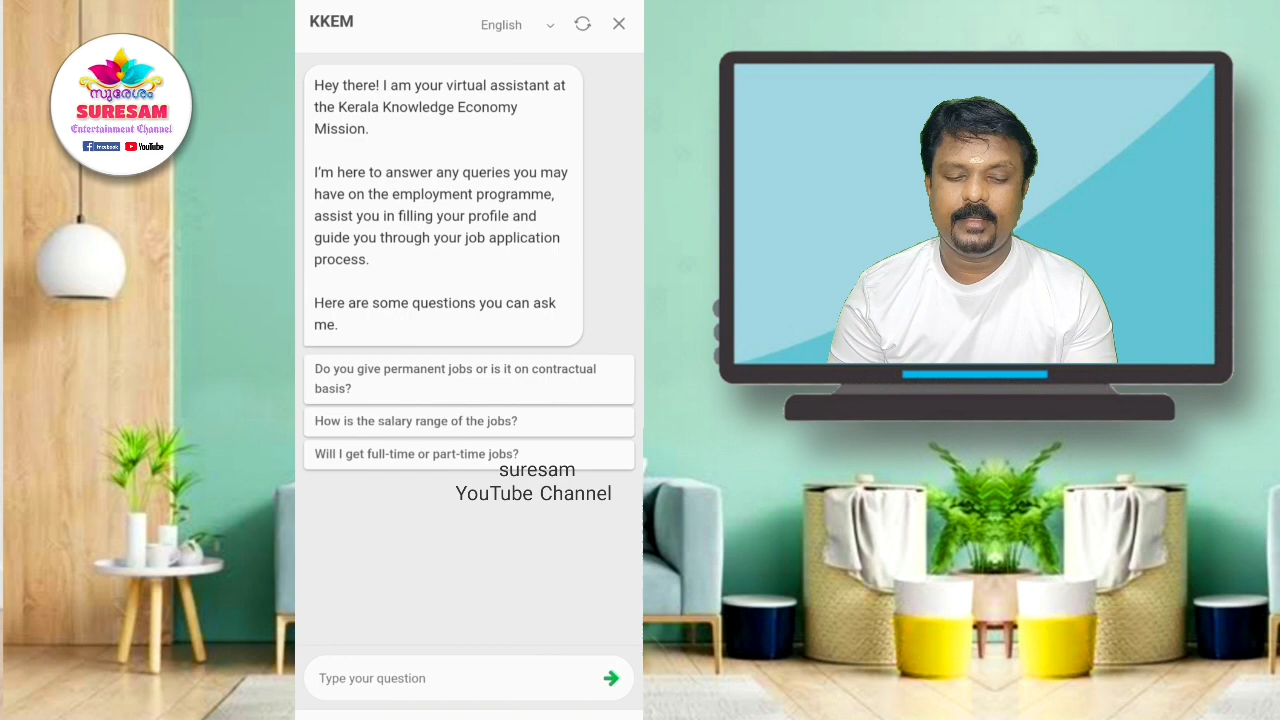 സുരേശം
SURESAM
Entertainment Channel
facebook YouTube
KKEM
English
Hey there! I am your virtual assistant at
the Kerala Knowledge Economy
Mission.
I'm here to answer any queries you may
have on the employment programme,
assist you in filling your profile and
guide you through your job application
process.
Here are some questions you can ask
me.
Do you give permanent jobs or is it on contractual
basis?
How is the salary range of the jobs?
Will I get full-time or part-time jobs?
suresam
YouTube Channel
Type your question